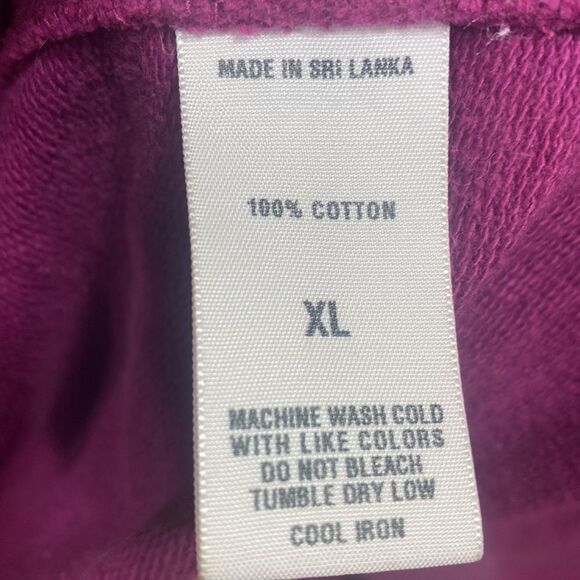 MADE IN SRI LANKA
100% COTTON
XL
MACHINE WASH COLD
WITH LIKE COLORS
DO NOT BLEACH
TUMBLE DRY LOW
COOL IRON